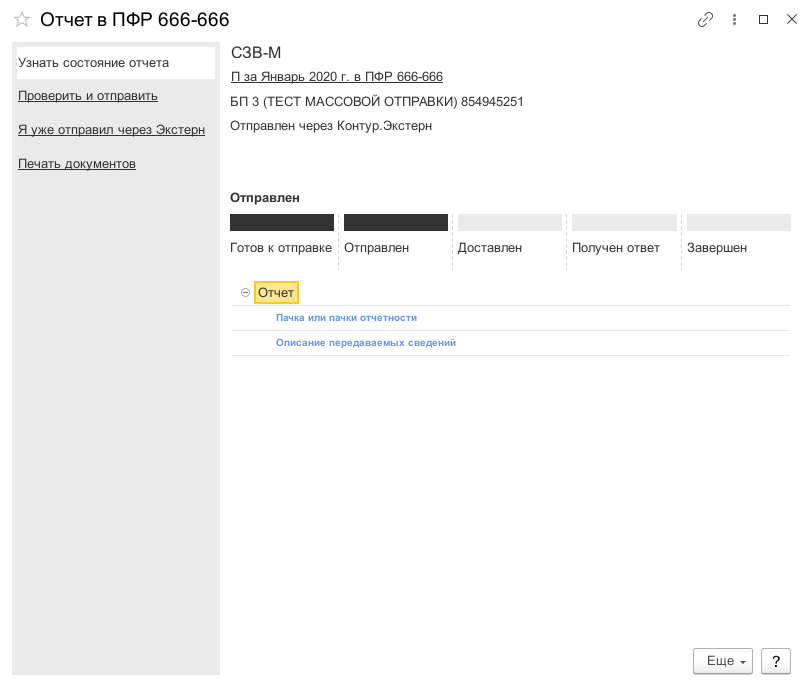 Отчет в ПФР 666-666
Узнать состояние отчета
Проверить и отправить
Я уже отправил через Экстерн
Печать документов
СЗВ-М
П за Январь 2020 г. в ПФР 666-666
БП 3 (ТЕСТ МАССОВОЙ ОТПРАВКИ) 854945251
Отправлен через Контур.Экстерн
Отправлен
Готов к отправке Отправлен Доставлен Получен ответ Завершен
Отчет
Пачка или пачки отчетности
Описание передаваемых сведений
Еще ?